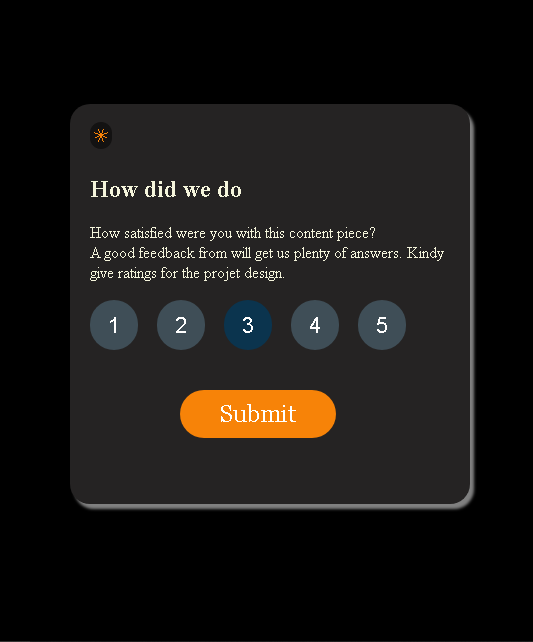 How did we do
How satisfied were you with this content piece?
A good feedback from will get us plenty of answers. Kindy
give ratings for the projet design.
1 2 3 4 5
Submit